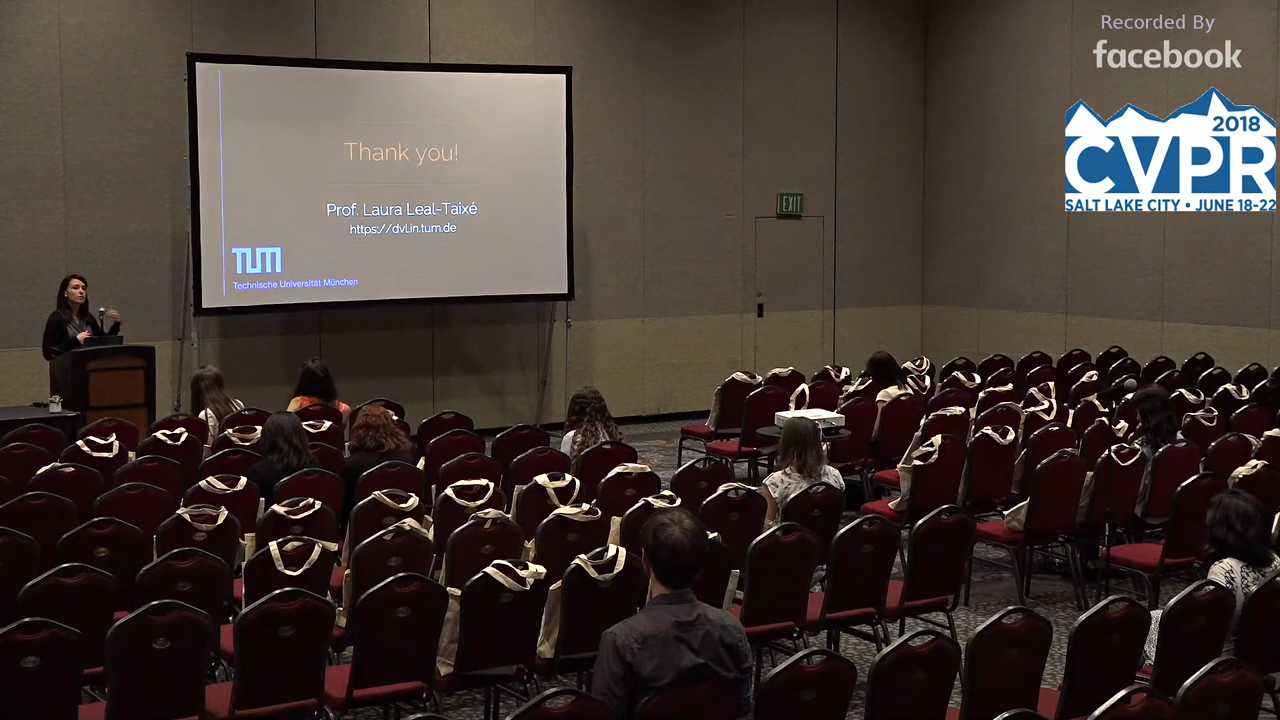 Recorded By
facebook
2018
CVPR
SALT LAKE CITY • JUNE 18-22
Thank you!
Prof. Laura Leal-Taixé
https://dvl.in.tum.de
TUM
Technische Universität München
EXIT